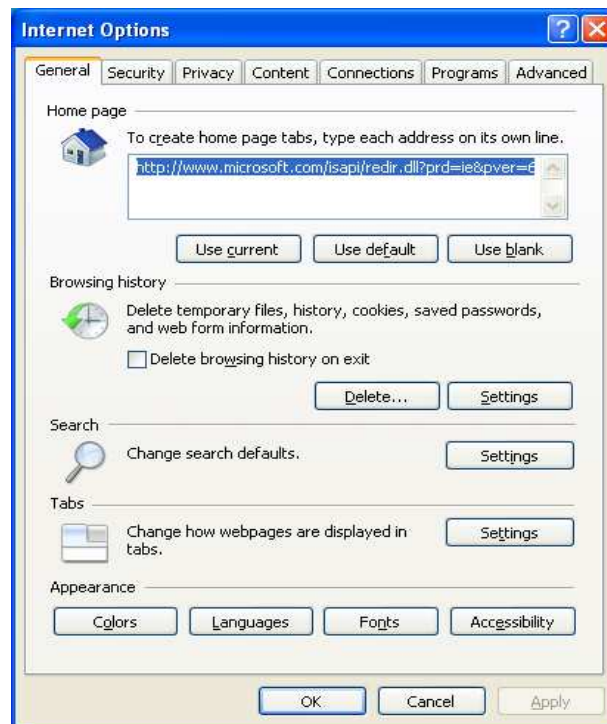 Internet Options
General Security Privacy Content Connections Programs Advanced
Home page
To create home page tabs, type each address on its own line.
http://www.microsoft.com/isapi/redir.dll?prd=ie&pver=6
Use current Use default Use blank
Browsing history
Delete temporary files, history, cookies, saved passwords,
and web form information.
Delete browsing history on exit
Delete... Settings
Search
Change search defaults. Settings
Tabs
Change how webpages are displayed in Settings
tabs.
Appearance
Colors Languages Fonts Accessibility
OK Cancel Apply